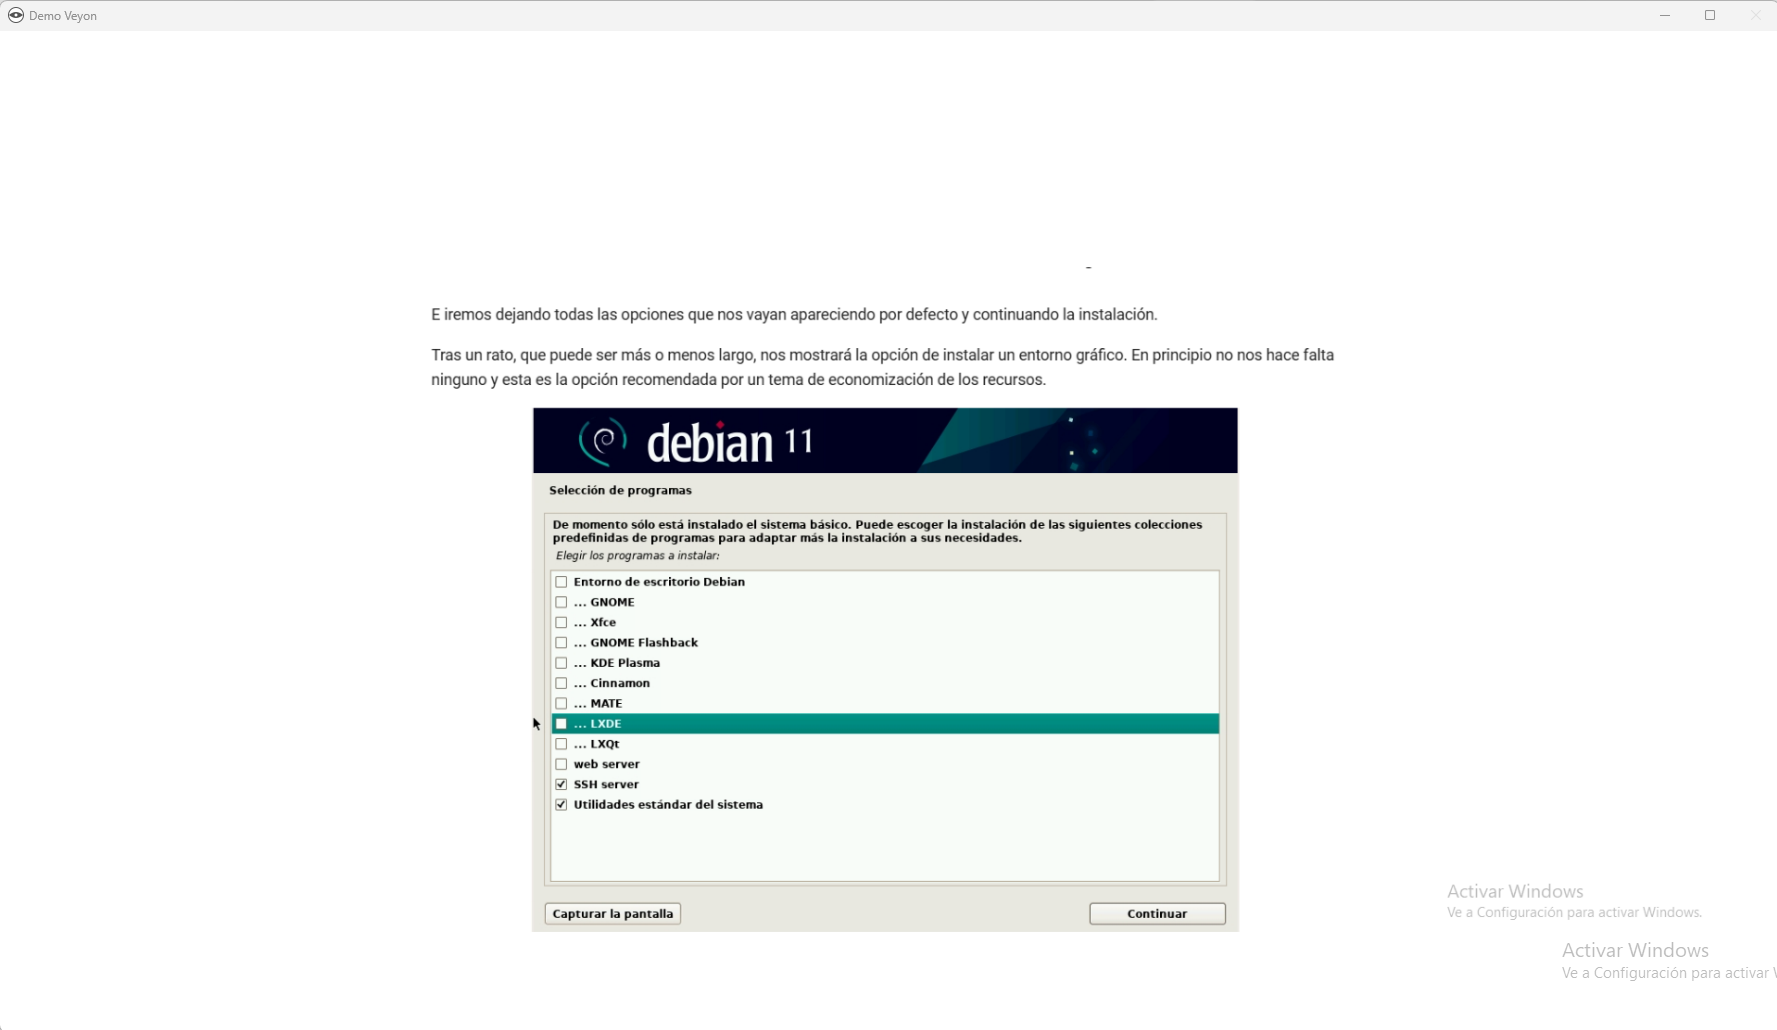 Demo Veyon
E iremos dejando todas las opciones que nos vayan apareciendo por defecto y continuando la instalación.
Tras un rato, que puede ser más o menos largo, nos mostrará la opción de instalar un entorno gráfico. En principio no nos hace falta
ninguno y esta es la opción recomendada por un tema de economización de los recursos.
debian 11
Selección de programas
De momento sólo está instalado el sistema básico. Puede escoger la instalación de las siguientes colecciones
predefinidas de programas para adaptar más la instalación a sus necesidades.
Elegir los programas a instalar:
Entorno de escritorio Debian
... GNOME
... Xfce
... GNOME Flashback
... KDE Plasma
... Cinnamon
... MATE
... LXDE
... LXQt
web server
SSH server
Utilidades estándar del sistema
Capturar la pantalla
Continuar
Activar Windows
Ve a Configuración para activar Windows.
Activar Windows
Ve a Configuración para activar